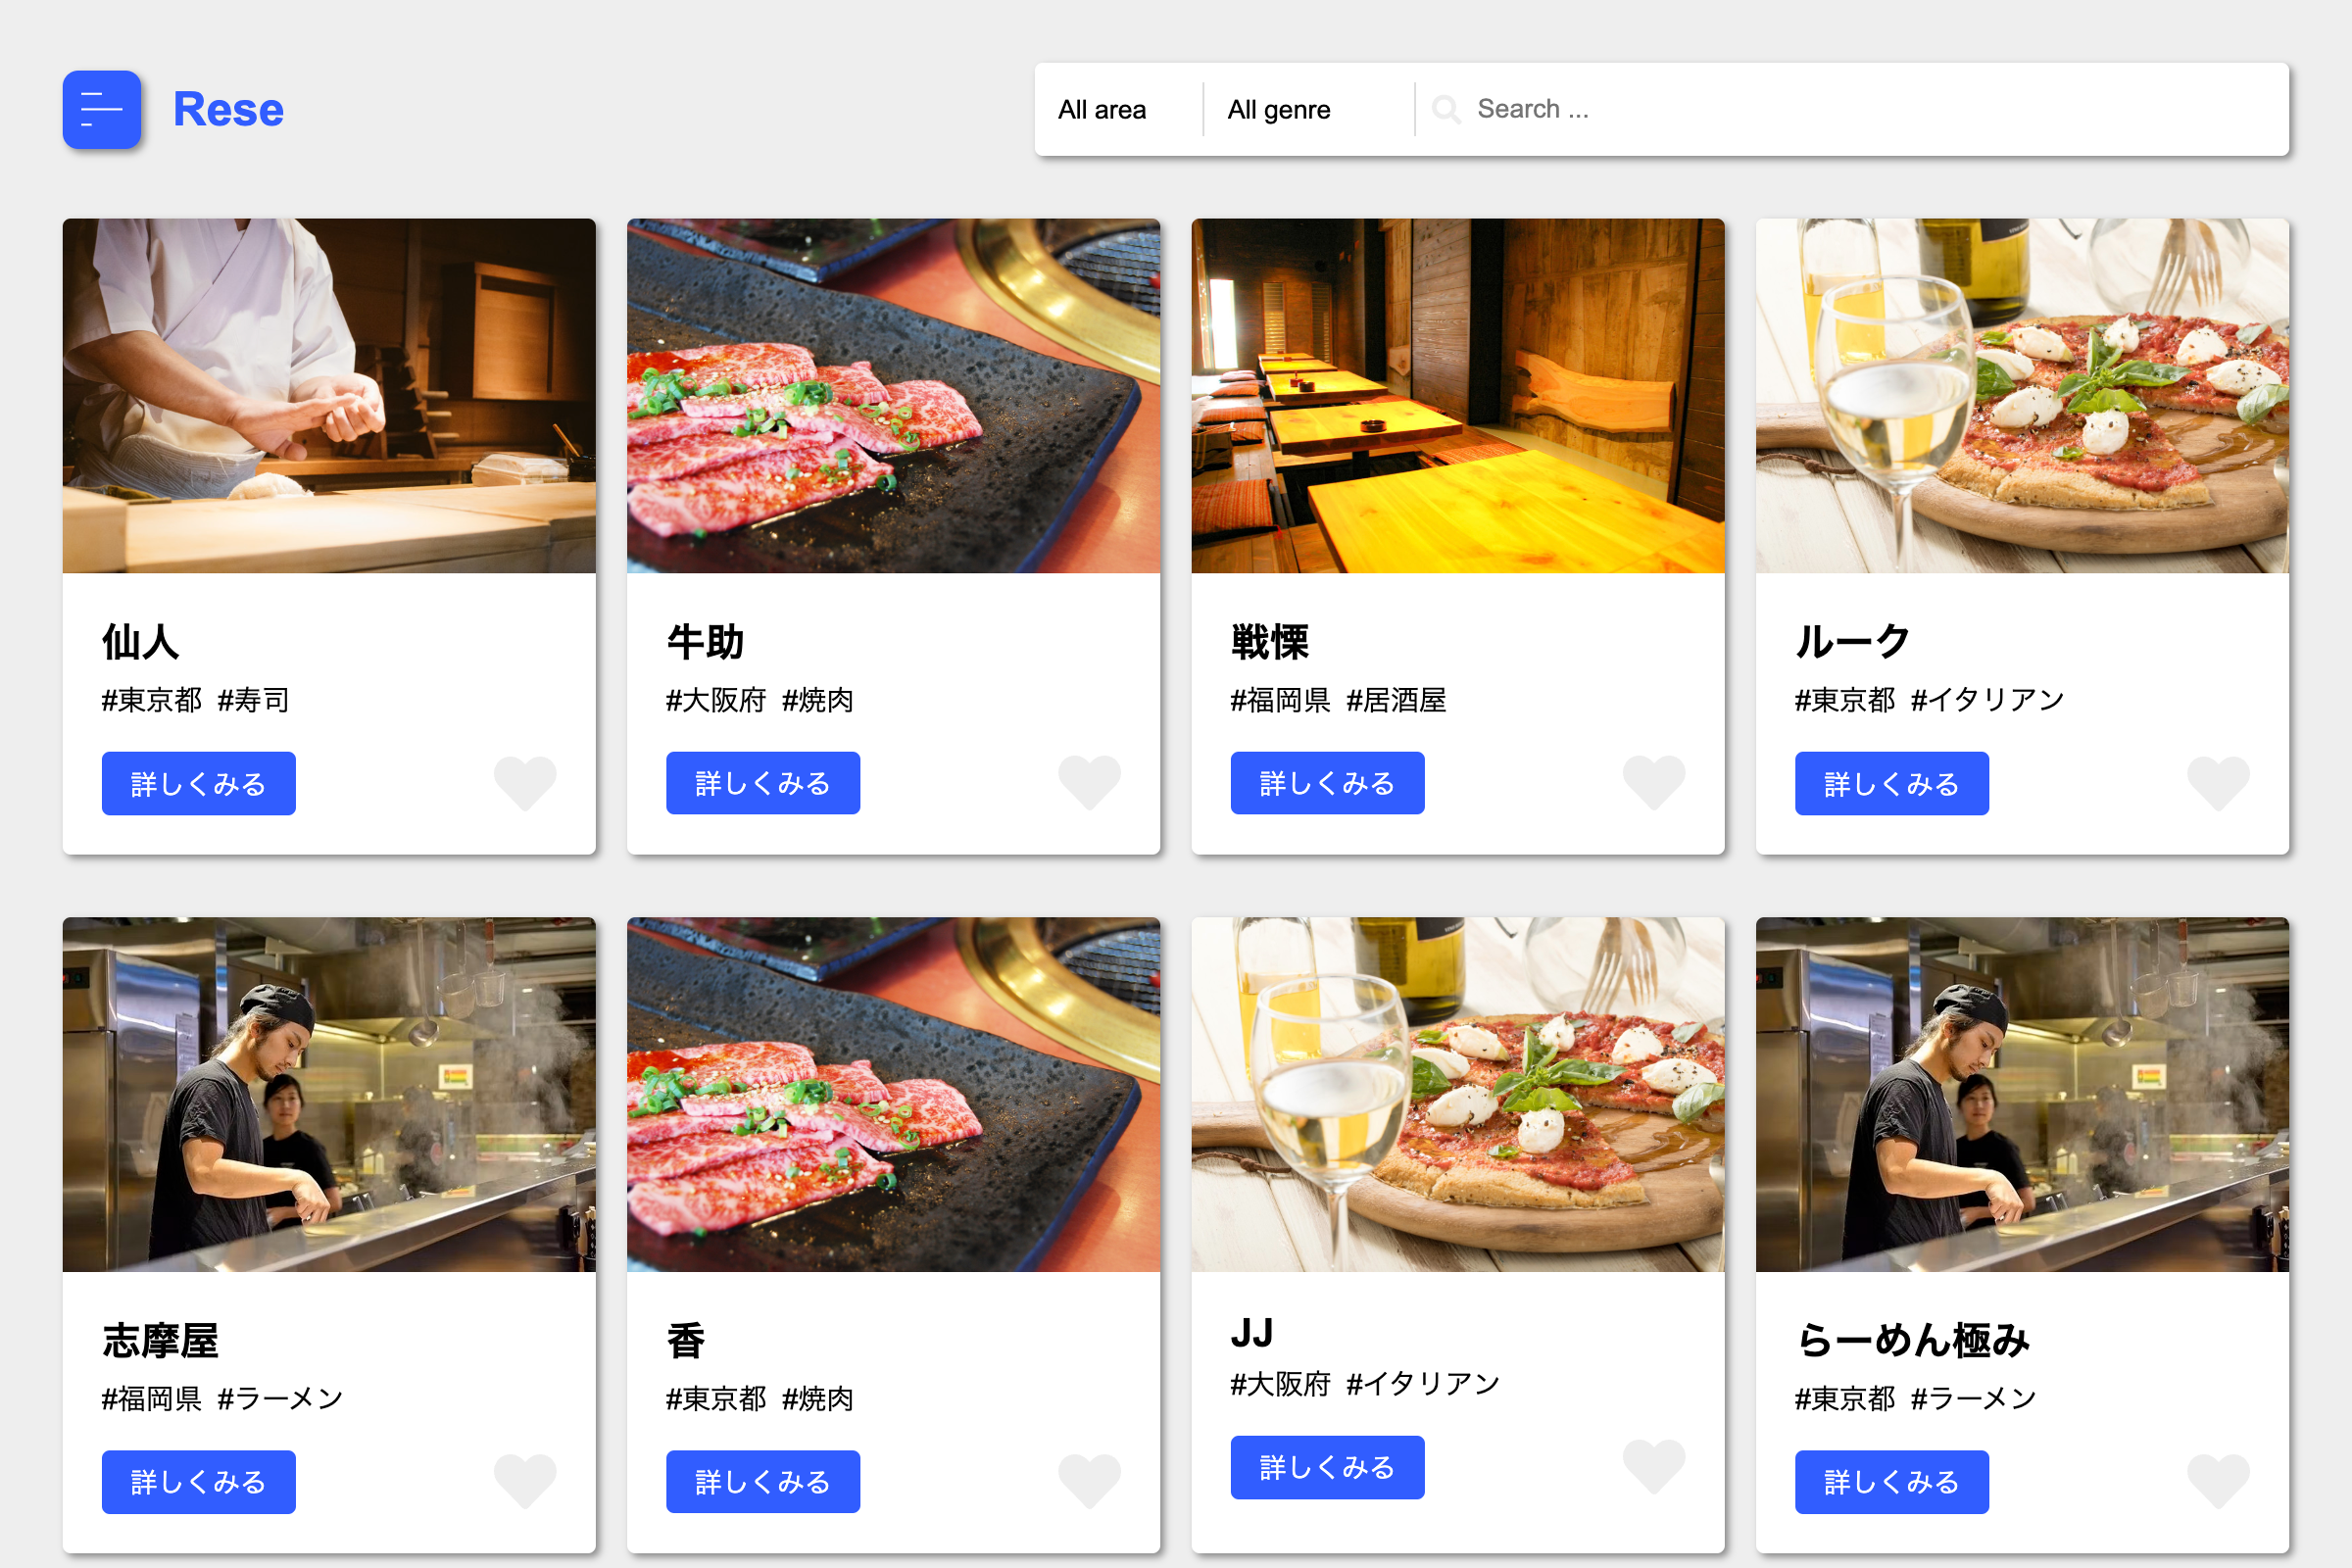 Rese
All area
All genre
Search ...
仙人
#東京都 #寿司
詳しくみる
牛助
#大阪府 #焼肉
詳しくみる
戦慄
#福岡県 #居酒屋
詳しくみる
ルーク
#東京都 #イタリアン
詳しくみる
志摩屋
#福岡県 #ラーメン
詳しくみる
香
#東京都 #焼肉
詳しくみる
JJ
#大阪府 #イタリアン
詳しくみる
らーめん極み
#東京都 #ラーメン
詳しくみる